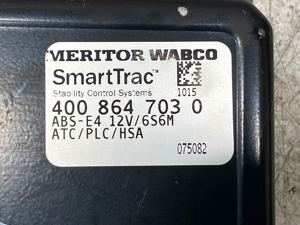 MERITOR WABCO
SmartTrac™
Stability Control Systems 1015
400 864 703 0
ABS-E4 12V/6S6M
ATC/PLC/HSA
075082